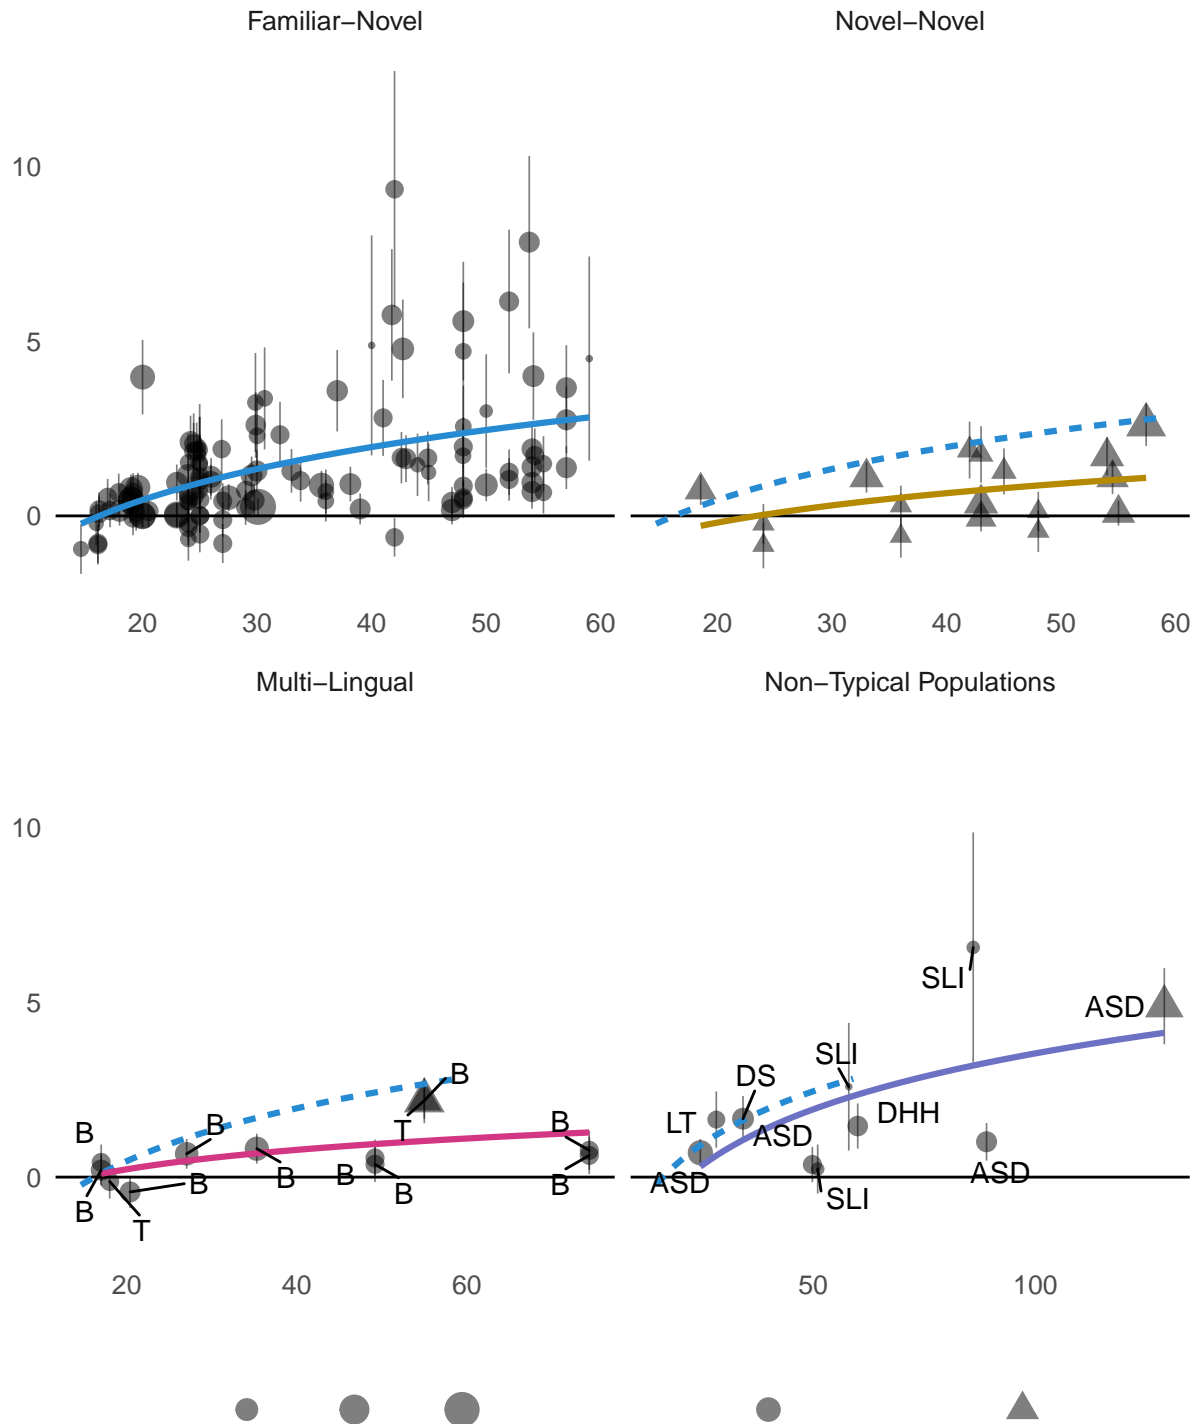 Familiar−Novel
Novel−Novel
10
5
0
20 30 40 50 60
20 30 40 50 60
Multi−Lingual
Non−Typical Populations
10
5
0
B
B
T
B
B
B
B
B
B
T
B
B
B
LT
ASD
DS
ASD
SLI
SLI
DHH
SLI
ASD
ASD
20 40 60
50 100